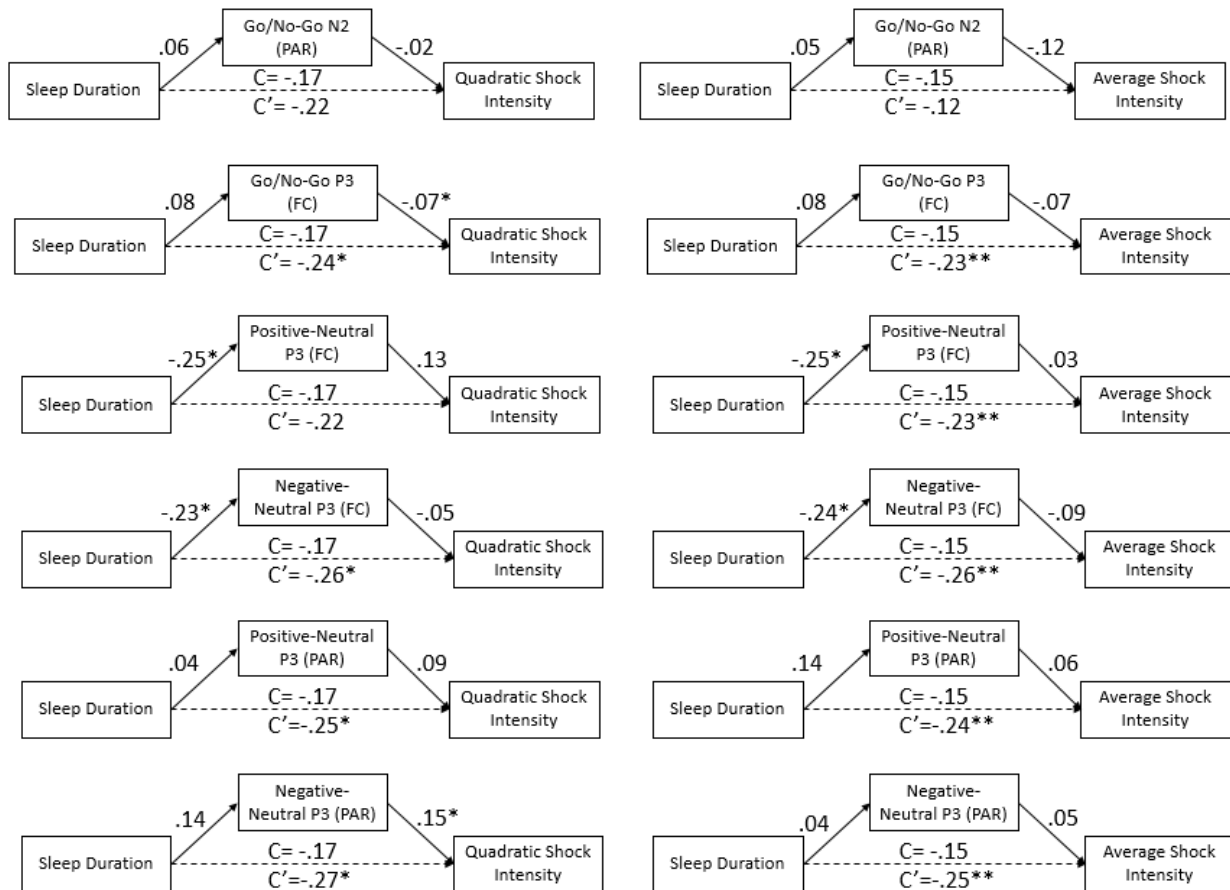 Go/No-Go N2
(PAR)
.06
-.02
Sleep Duration
C= -.17
C’= -.22
Quadratic Shock
Intensity
Go/No-Go N2
(PAR)
.05
-.12
Sleep Duration
C= -.15
C’= -.12
Average Shock
Intensity
Go/No-Go P3
(FC)
.08
-.07*
Sleep Duration
C= -.17
C’= -.24*
Quadratic Shock
Intensity
Go/No-Go P3
(FC)
.08
-.07
Sleep Duration
C= -.15
C’= -.23**
Average Shock
Intensity
Positive-Neutral
P3 (FC)
-.25*
.13
Sleep Duration
C= -.17
C’= -.22
Quadratic Shock
Intensity
Positive-Neutral
P3 (FC)
-.25*
.03
Sleep Duration
C= -.15
C’= -.23**
Average Shock
Intensity
Negative-
Neutral P3 (FC)
-.23*
-.05
Sleep Duration
C= -.17
C’= -.26*
Quadratic Shock
Intensity
Negative-
Neutral P3 (FC)
-.24*
-.09
Sleep Duration
C= -.15
C’= -.26**
Average Shock
Intensity
Positive-Neutral
P3 (PAR)
.04
.09
Sleep Duration
C= -.17
C’=-.25*
Quadratic Shock
Intensity
Positive-Neutral
P3 (PAR)
.14
.06
Sleep Duration
C= -.15
C’=-.24**
Average Shock
Intensity
Negative-
Neutral P3 (PAR)
.14
.15*
Sleep Duration
C= -.17
C’=-.27*
Quadratic Shock
Intensity
Negative-
Neutral P3 (PAR)
.04
.05
Sleep Duration
C= -.15
C’=-.25**
Average Shock
Intensity